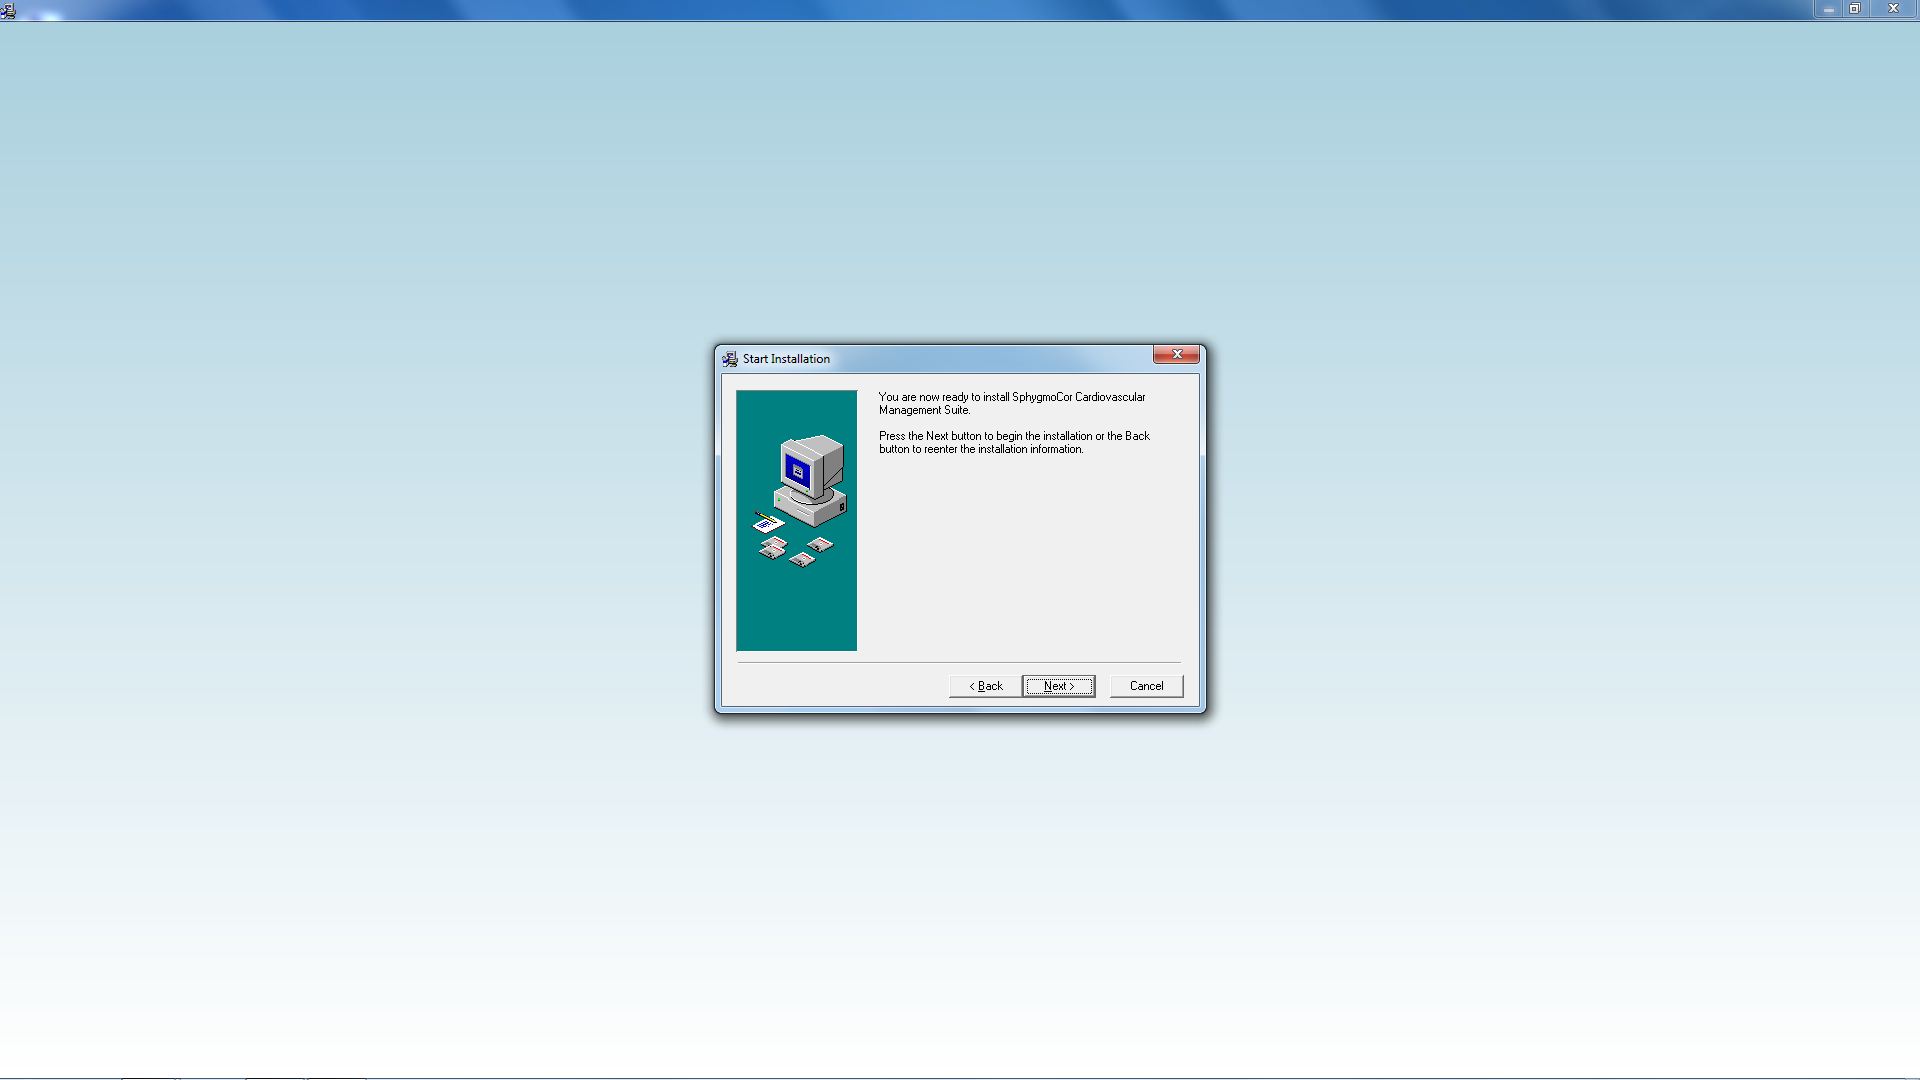 Start Installation
You are now ready to install SphygmoCor Cardiovascular
Management Suite.
Press the Next button to begin the installation or the Back
button to reenter the installation information.
< Back
Next >
Cancel